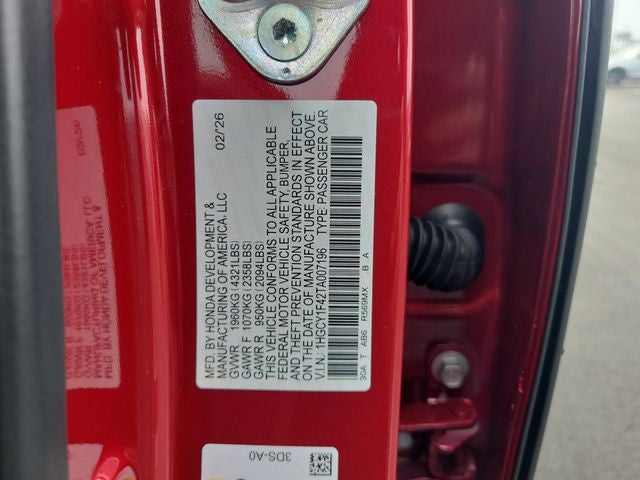 MFD. BY HONDA DEVELOPMENT & 02/'26
MANUFACTURING OF AMERICA, LLC
GVWR 1960KG(4321LBS)
GAWR F 1070KG(2358LBS)
GAWR R 950KG(2094LBS)
THIS VEHICLE CONFORMS TO ALL APPLICABLE
FEDERAL MOTOR VEHICLE SAFETY, BUMPER,
AND THEFT PREVENTION STANDARDS IN EFFECT
ON THE DATE OF MANUFACTURE SHOWN ABOVE.
V.I.N.: 1HGCY1F42TA007196 TYPE: PASSENGER CAR
30A T AB6 R569MX B A
3DS-A0